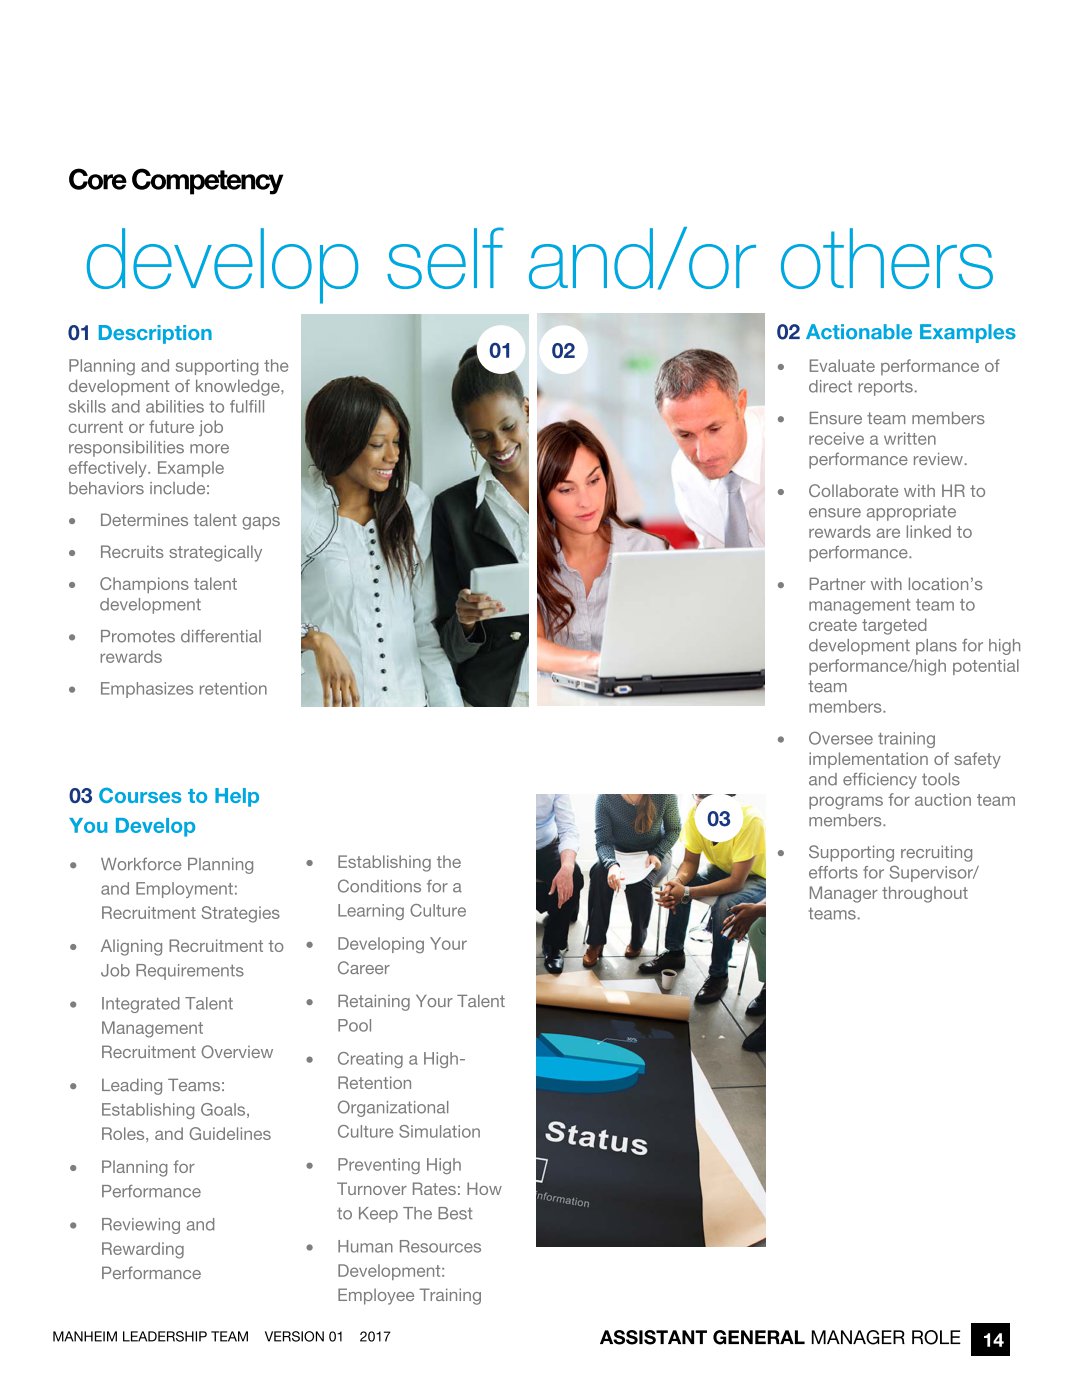 Core Competency
develop self and/or others
01 Description
Planning and supporting the
development of knowledge,
skills and abilities to fulfill
current or future job
responsibilities more
effectively. Example
behaviors include:
• Determines talent gaps
• Recruits strategically
• Champions talent
development
• Promotes differential
rewards
• Emphasizes retention
01
02
02 Actionable Examples
• Evaluate performance of
direct reports.
• Ensure team members
receive a written
performance review.
• Collaborate with HR to
ensure appropriate
rewards are linked to
performance.
• Partner with location's
management team to
create targeted
development plans for high
performance/high potential
team
members.
• Oversee training
implementation of safety
and efficiency tools
programs for auction team
members.
• Supporting recruiting
efforts for Supervisor/
Manager throughout
teams.
03 Courses to Help
You Develop
• Workforce Planning
and Employment:
Recruitment Strategies
• Aligning Recruitment to
Job Requirements
• Integrated Talent
Management
Recruitment Overview
• Leading Teams:
Establishing Goals,
Roles, and Guidelines
• Planning for
Performance
• Reviewing and
Rewarding
Performance
• Establishing the
Conditions for a
Learning Culture
• Developing Your
Career
• Retaining Your Talent
Pool
• Creating a High-
Retention
Organizational
Culture Simulation
• Preventing High
Turnover Rates: How
to Keep The Best
• Human Resources
Development:
Employee Training
03
Status
information
MANHEIM LEADERSHIP TEAM VERSION 01 2017
ASSISTANT GENERAL MANAGER ROLE 14